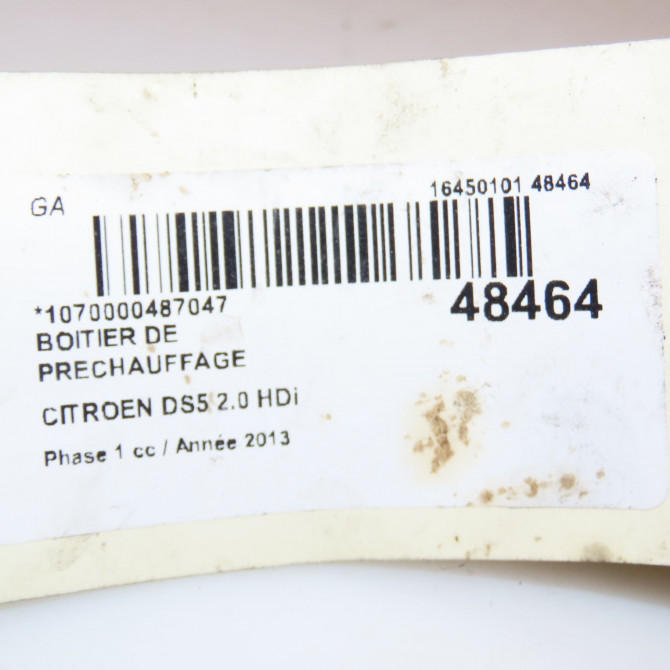 GA
16450101 48464
*1070000487047
48464
BOITIER DE
PRECHAUFFAGE
CITROEN DS5 2.0 HDi
Phase 1 cc / Année 2013